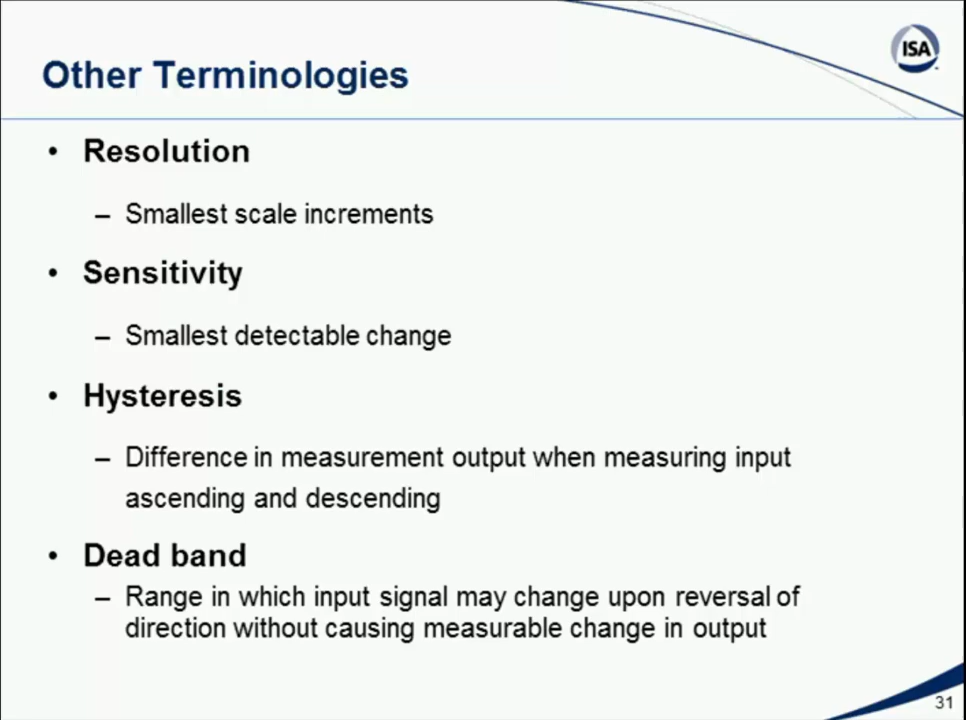 ISA
Other Terminologies
• Resolution
– Smallest scale increments
• Sensitivity
– Smallest detectable change
• Hysteresis
– Difference in measurement output when measuring input
ascending and descending
• Dead band
– Range in which input signal may change upon reversal of
direction without causing measurable change in output
31